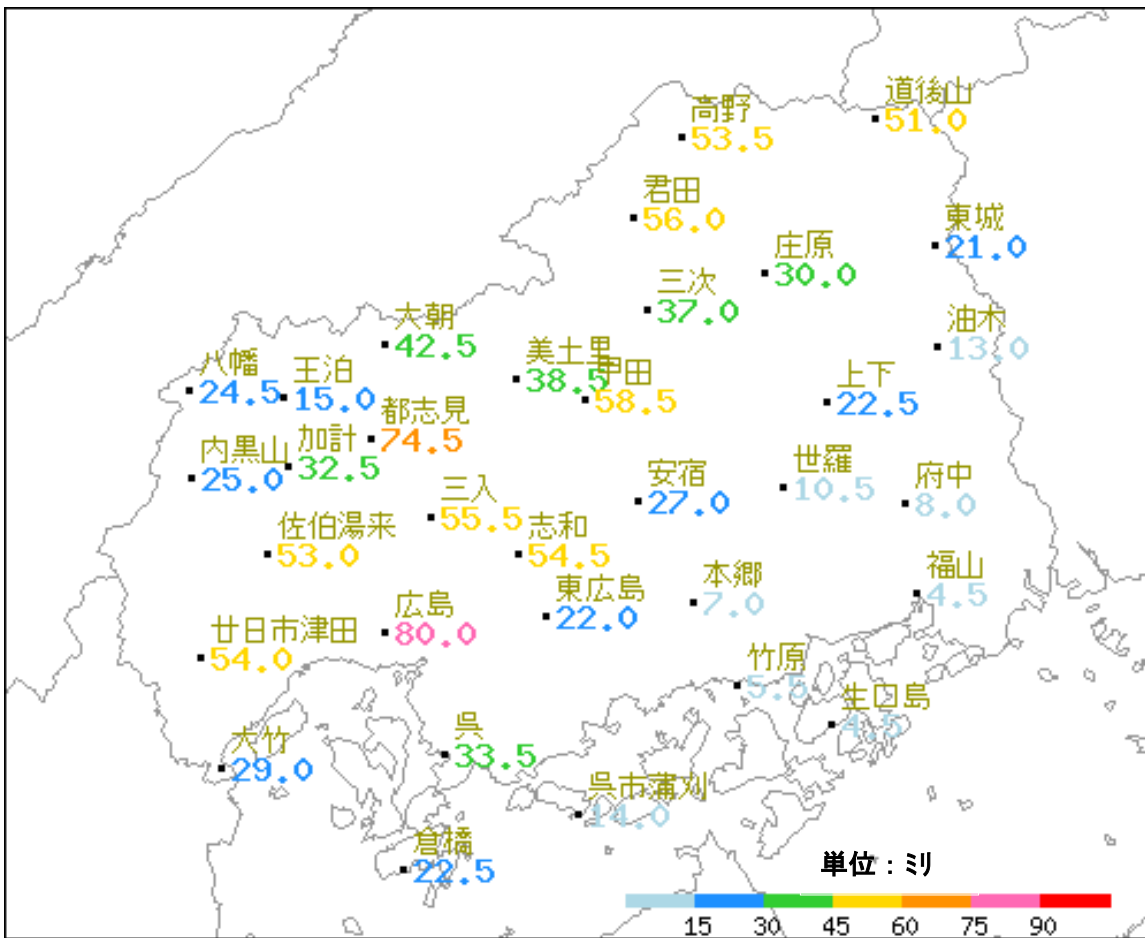 道後山
51.0
高野
53.5
君田
56.0
東城
21.0
庄原
30.0
三次
37.0
油木
13.0
大朝
42.5
八幡
24.5
王泊
15.0
美土里
38.5
甲田
58.5
上下
22.5
都志見
74.5
加計
32.5
内黒山
25.0
三入
55.5
安宿
27.0
世羅
10.5
府中
8.0
佐伯湯来
53.0
志和
54.5
福山
4.5
本郷
7.0
東広島
22.0
広島
80.0
廿日市津田
54.0
竹原
5.5
生口島
4.5
呉
33.5
大竹
29.0
呉市蒲刈
14.0
倉橋
22.5
単位：ミリ
15 30 45 60 75 90